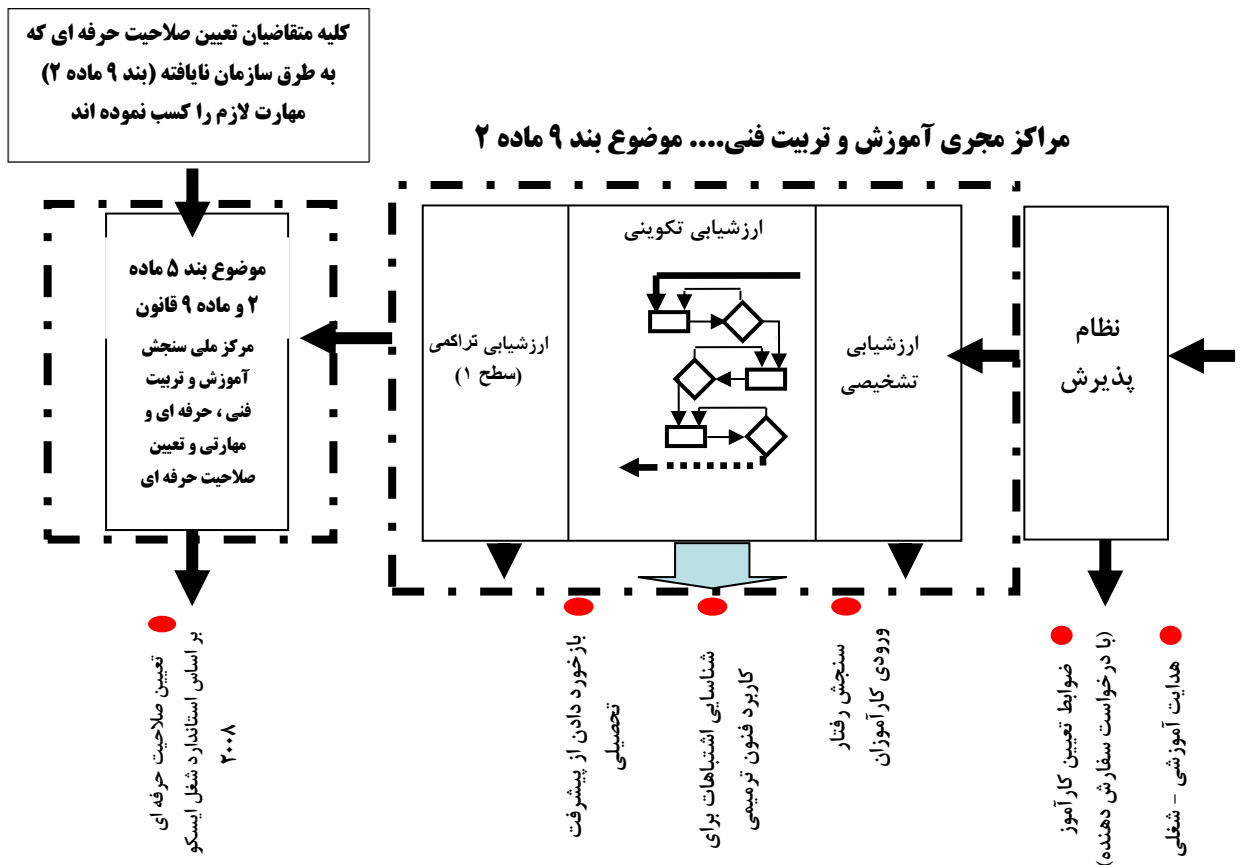 کلیه متقاضیان تعیین صلاحیت حرفه ای که
به طرق سازمان نایافته (بند ۹ ماده ۲)
مهارت لازم را کسب نموده اند
مراکز مجری آموزش و تربیت فنی.... موضوع بند ۹ ماده ۲
نظام
پذیرش
ارزشیابی
تشخیصی
ارزشیابی تکوینی
ارزشیابی تراکمی
(سطح ۱)
موضوع بند ۵ ماده
۲ و ماده ۹ قانون
مرکز ملی سنجش
آموزش و تربیت
فنی ، حرفه ای و
مهارتی و تعیین
صلاحیت حرفه ای
هدایت آموزشی – شغلی
ضوابط تعیین کارآموز
(با درخواست سفارش دهنده)
سنجش رفتار
ورودی کارآموزان
شناسایی اشتباهات برای
کاربرد فنون ترمیمی
بازخورد دادن از پیشرفت
تحصیلی
تعیین صلاحیت حرفه ای
بر اساس استاندارد شغل ایسکو
۲۰۰۸